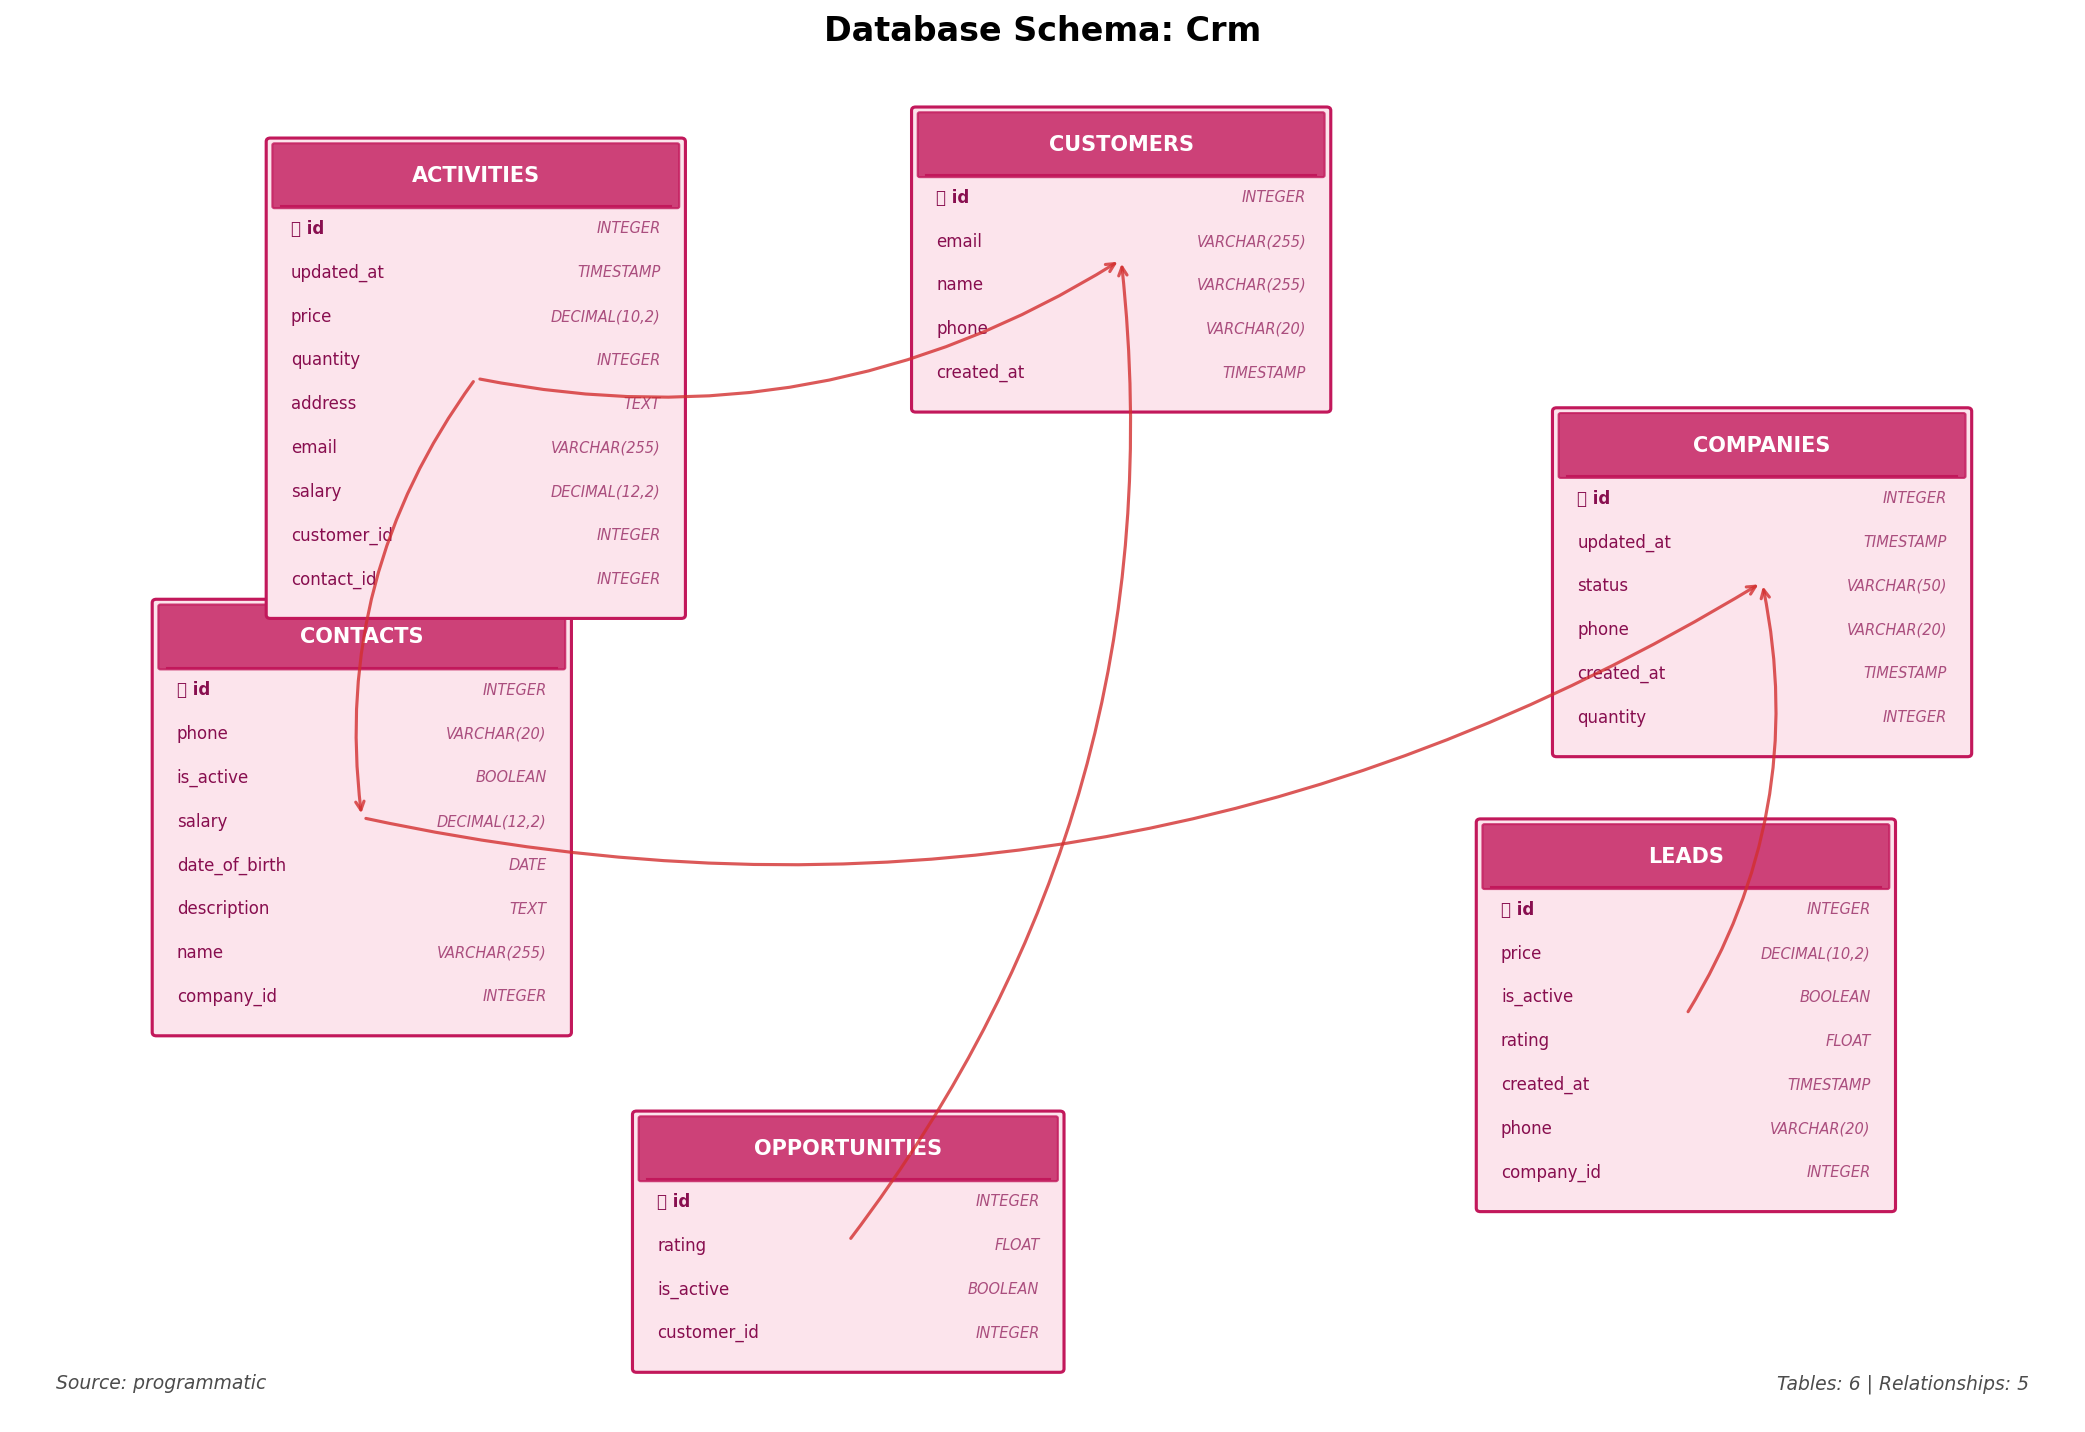 Database Schema: Crm
ACTIVITIES
id INTEGER
updated_at TIMESTAMP
price DECIMAL(10,2)
quantity INTEGER
address TEXT
email VARCHAR(255)
salary DECIMAL(12,2)
customer_id INTEGER
contact_id INTEGER
CUSTOMERS
id INTEGER
email VARCHAR(255)
name VARCHAR(255)
phone VARCHAR(20)
created_at TIMESTAMP
COMPANIES
id INTEGER
updated_at TIMESTAMP
status VARCHAR(50)
phone VARCHAR(20)
created_at TIMESTAMP
quantity INTEGER
CONTACTS
id INTEGER
phone VARCHAR(20)
is_active BOOLEAN
salary DECIMAL(12,2)
date_of_birth DATE
description TEXT
name VARCHAR(255)
company_id INTEGER
LEADS
id INTEGER
price DECIMAL(10,2)
is_active BOOLEAN
rating FLOAT
created_at TIMESTAMP
phone VARCHAR(20)
company_id INTEGER
OPPORTUNITIES
id INTEGER
rating FLOAT
is_active BOOLEAN
customer_id INTEGER
Source: programmatic
Tables: 6 | Relationships: 5